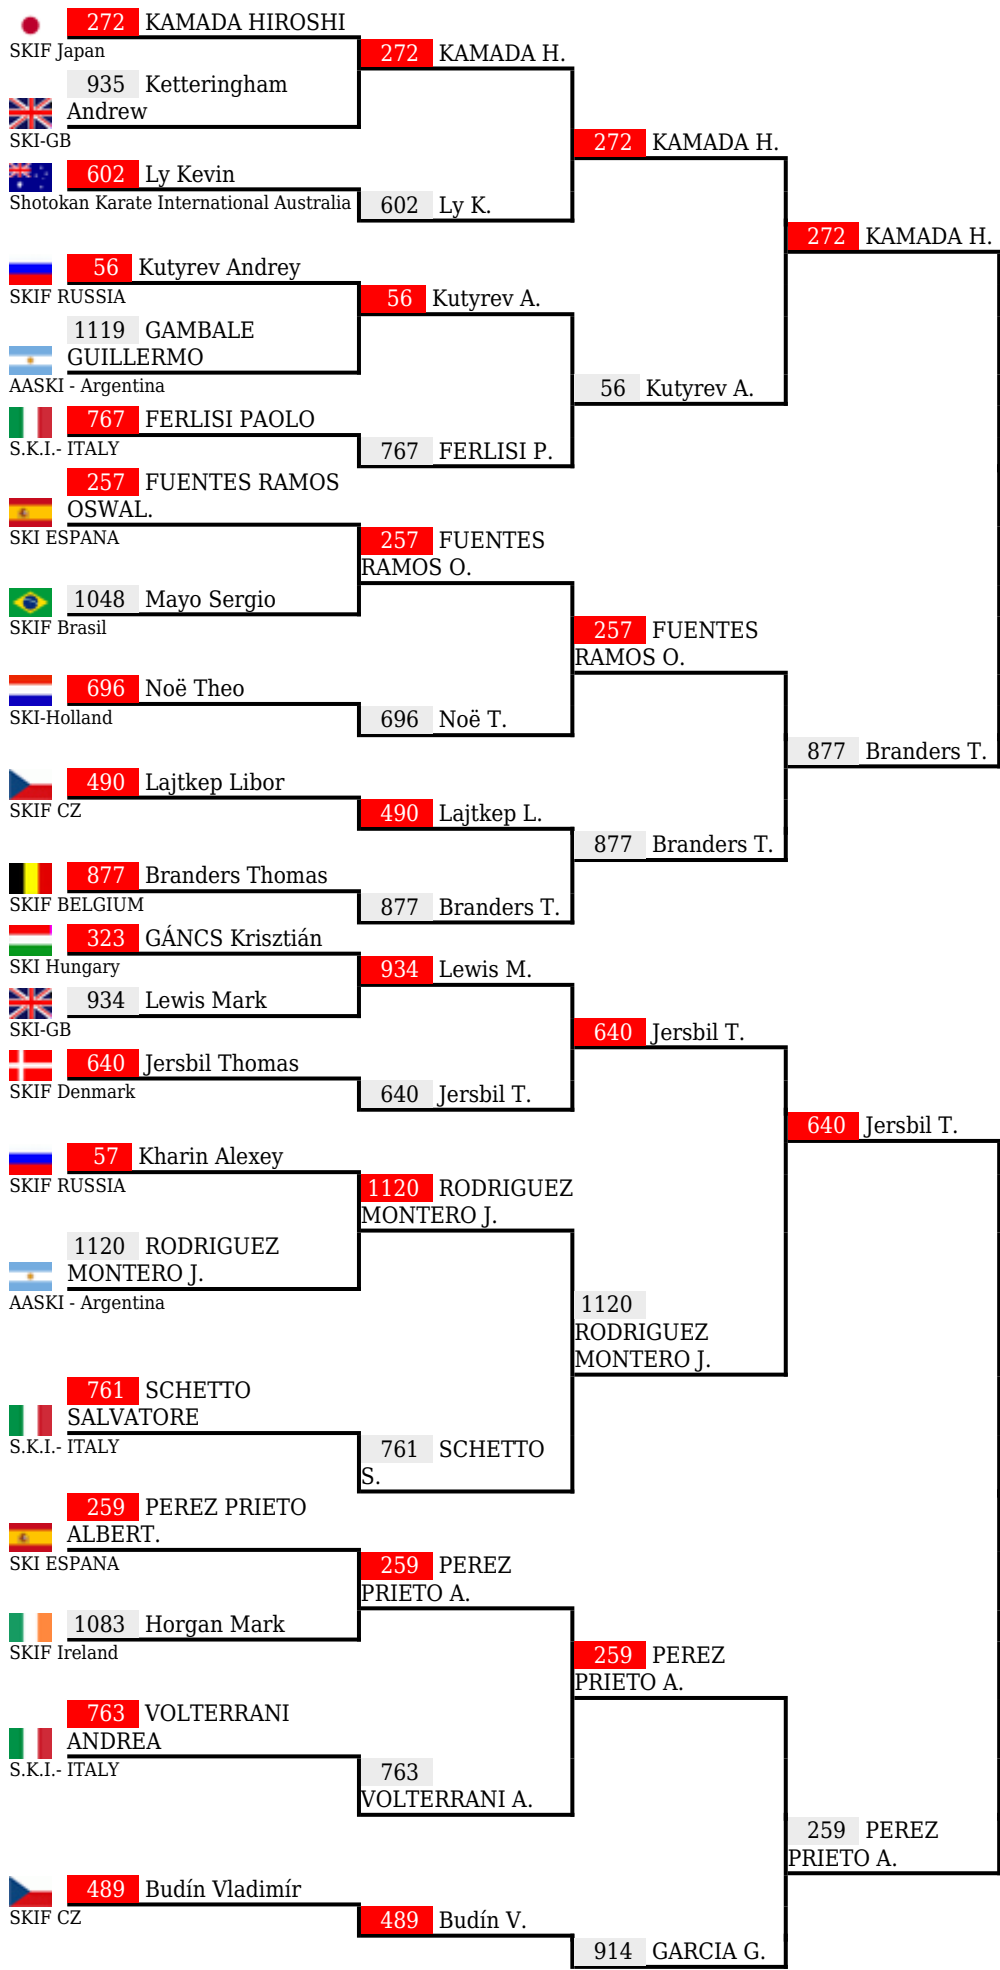 272 KAMADA HIROSHI
SKIF Japan
272 KAMADA H.
935 Ketteringham
Andrew
SKI-GB
272 KAMADA H.
602 Ly Kevin
Shotokan Karate International Australia
602 Ly K.
272 KAMADA H.
56 Kutyrev Andrey
SKIF RUSSIA
56 Kutyrev A.
1119 GAMBALE
GUILLERMO
AASKI - Argentina
56 Kutyrev A.
767 FERLISI PAOLO
S.K.I.- ITALY
767 FERLISI P.
257 FUENTES RAMOS
OSWAL.
SKI ESPANA
257 FUENTES
RAMOS O.
1048 Mayo Sergio
SKIF Brasil
257 FUENTES
RAMOS O.
696 Noë Theo
SKI-Holland
696 Noë T.
877 Branders T.
490 Lajtkep Libor
SKIF CZ
490 Lajtkep L.
877 Branders T.
877 Branders Thomas
SKIF BELGIUM
877 Branders T.
323 GÁNCS Krisztián
SKI Hungary
934 Lewis M.
934 Lewis Mark
SKI-GB
640 Jersbil T.
640 Jersbil Thomas
SKIF Denmark
640 Jersbil T.
640 Jersbil T.
57 Kharin Alexey
SKIF RUSSIA
1120 RODRIGUEZ
MONTERO J.
1120 RODRIGUEZ
MONTERO J.
AASKI - Argentina
1120
RODRIGUEZ
MONTERO J.
761 SCHETTO
SALVATORE
S.K.I.- ITALY
761 SCHETTO
S.
259 PEREZ PRIETO
ALBERT.
SKI ESPANA
259 PEREZ
PRIETO A.
1083 Horgan Mark
SKIF Ireland
259 PEREZ
PRIETO A.
763 VOLTERRANI
ANDREA
S.K.I.- ITALY
763
VOLTERRANI A.
259 PEREZ
PRIETO A.
489 Budín Vladimír
SKIF CZ
489 Budín V.
914 GARCIA G.